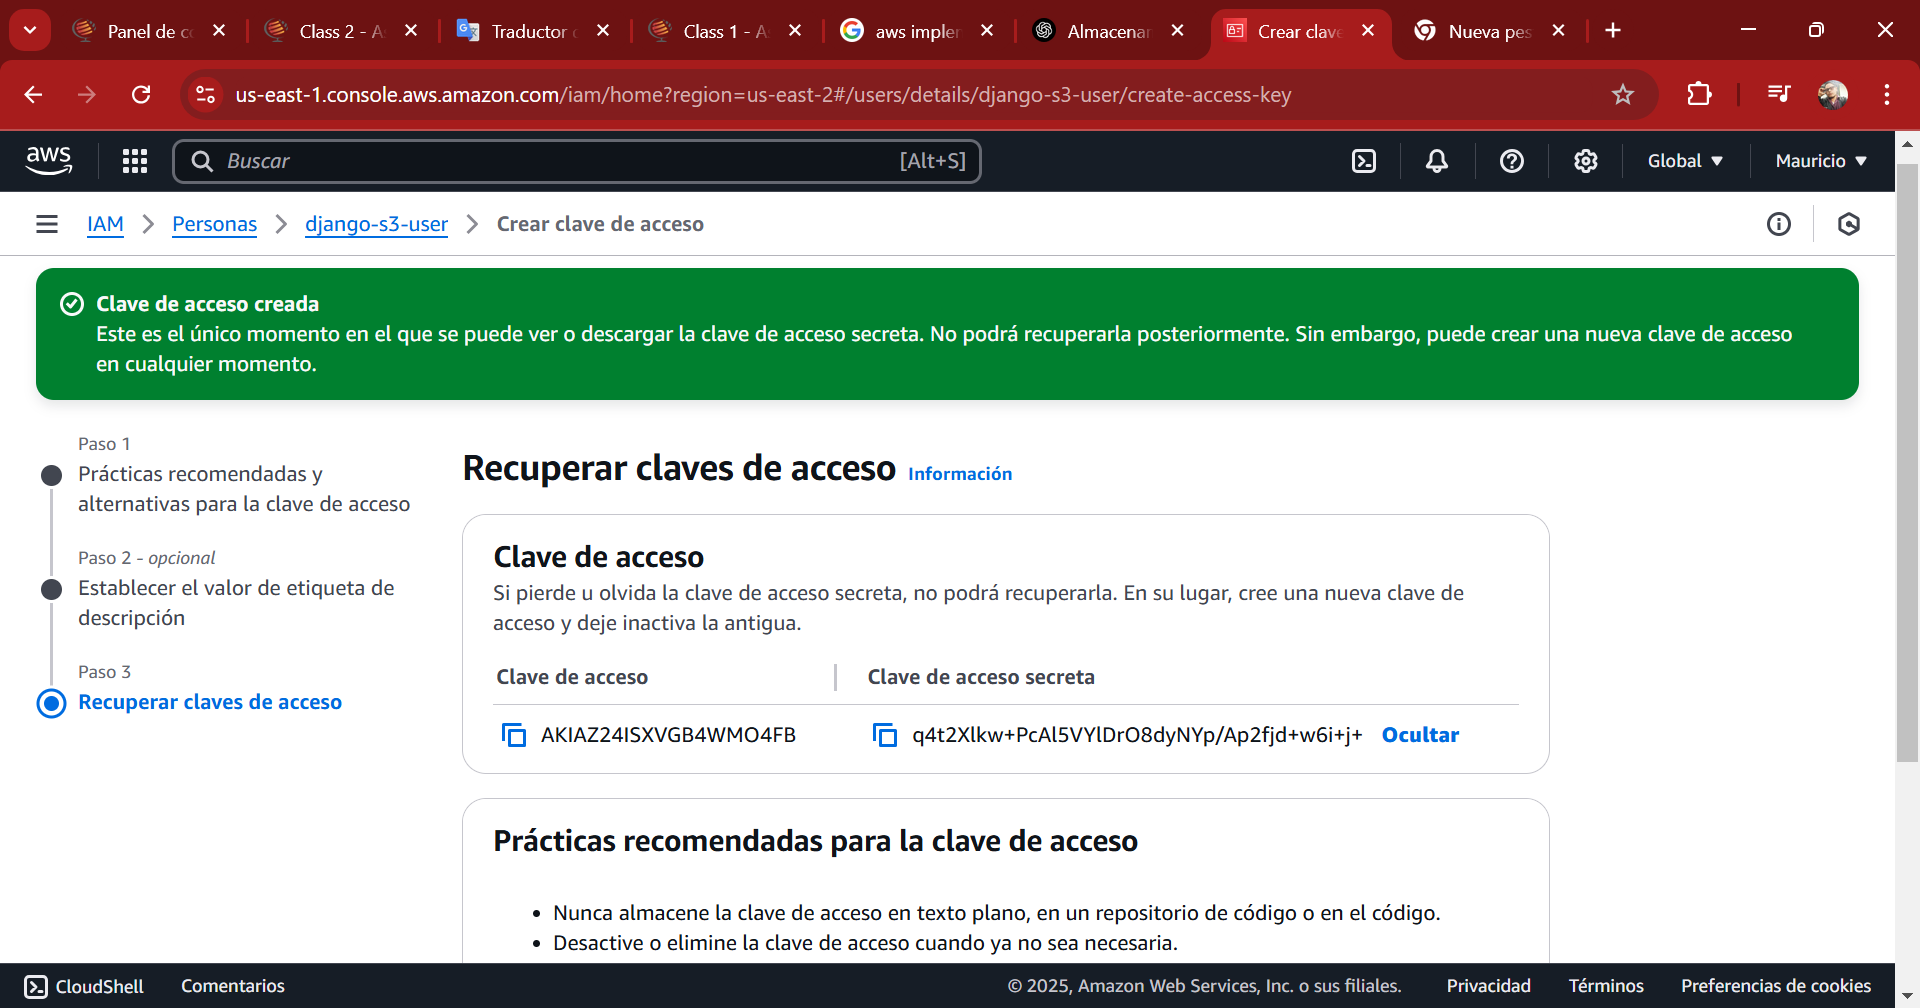 Panel de co
Class 2 - A
Traductor
Class 1 - A
aws implen
Almacenar
Crear clave
Nueva pes
us-east-1.console.aws.amazon.com/iam/home?region=us-east-2#/users/details/django-s3-user/create-access-key
aws
Buscar
[Alt+S]
Global
Mauricio
IAM
Personas
django-s3-user
Crear clave de acceso
Clave de acceso creada
Este es el único momento en el que se puede ver o descargar la clave de acceso secreta. No podrá recuperarla posteriormente. Sin embargo, puede crear una nueva clave de acceso
en cualquier momento.
Paso 1
Prácticas recomendadas y
alternativas para la clave de acceso
Paso 2 - opcional
Establecer el valor de etiqueta de
descripción
Paso 3
Recuperar claves de acceso
Recuperar claves de acceso Información
Clave de acceso
Si pierde u olvida la clave de acceso secreta, no podrá recuperarla. En su lugar, cree una nueva clave de
acceso y deje inactiva la antigua.
Clave de acceso
Clave de acceso secreta
AKIAZ24ISXVGB4WMO4FB
q4t2Xlkw+PcAl5VYlDrO8dyNYp/Ap2fjd+w6i+j+ Ocultar
Prácticas recomendadas para la clave de acceso
• Nunca almacene la clave de acceso en texto plano, en un repositorio de código o en el código.
• Desactive o elimine la clave de acceso cuando ya no sea necesaria.
CloudShell
Comentarios
© 2025, Amazon Web Services, Inc. o sus filiales.
Privacidad
Términos
Preferencias de cookies